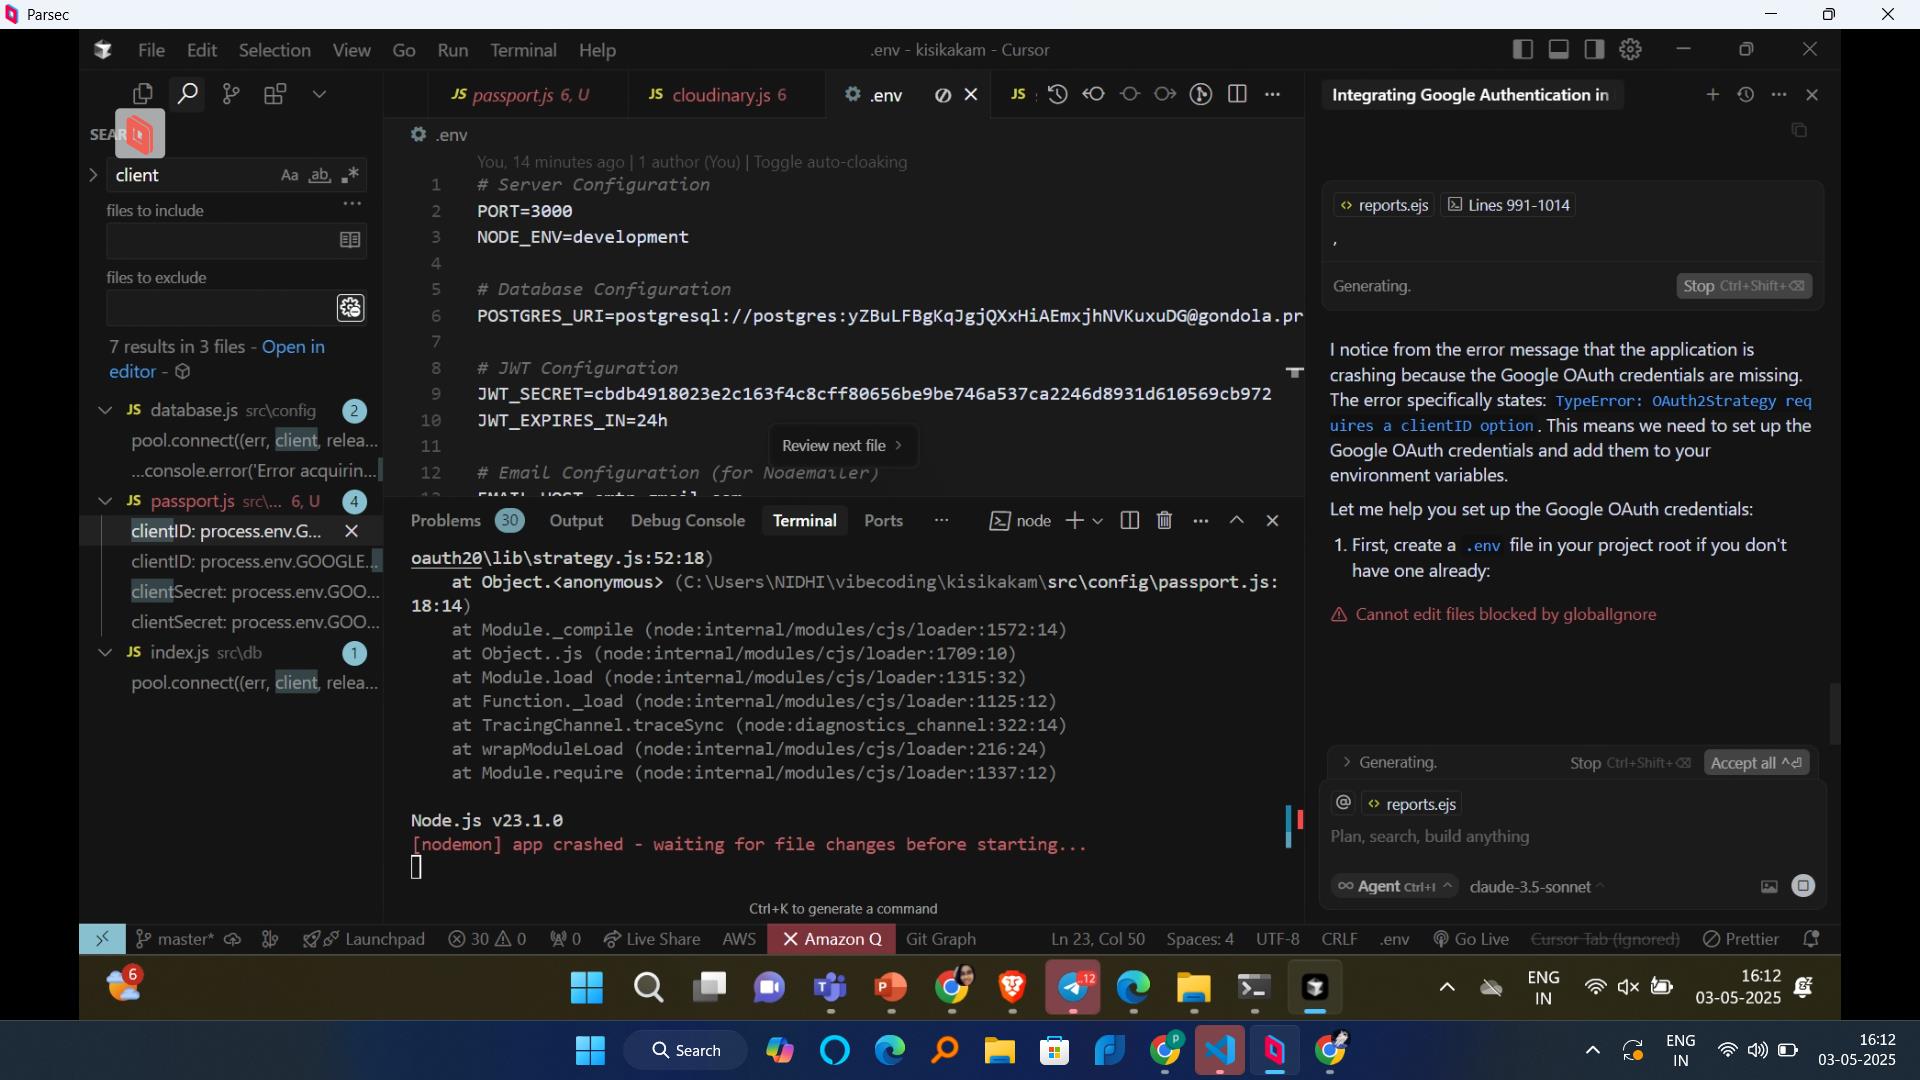 Parsec
File Edit Selection View Go Run Terminal Help
.env - kisikakam - Cursor
JS passport.js 6, U
JS cloudinary.js 6
.env
JS
Integrating Google Authentication in
SEAR
client
Aa ab
files to include
files to exclude
7 results in 3 files - Open in
editor -
JS database.js src\config 2
pool.connect((err, client, relea...
...console.error('Error acquirin...
JS passport.js src\... 6, U 4
clientID: process.env.G...
clientID: process.env.GOOGLE...
clientSecret: process.env.GOO...
clientSecret: process.env.GOO...
JS index.js src\db 1
pool.connect((err, client, relea...
.env
You, 14 minutes ago | 1 author (You) | Toggle auto-cloaking
1 # Server Configuration
2 PORT=3000
3 NODE_ENV=development
4
5 # Database Configuration
6 POSTGRES_URI=postgresql://postgres:yZBuLFBgKqJgjQXxHiAEmxjhNVKuxuDG@gondola.pr
7
8 # JWT Configuration
9 JWT_SECRET=cbdb4918023e2c163f4c8cff80656be9be746a537ca2246d8931d610569cb972
10 JWT_EXPIRES_IN=24h
11
Review next file
12 # Email Configuration (for Nodemailer)
Problems 30 Output Debug Console Terminal Ports
node
oauth20\lib\strategy.js:52:18)
at Object.<anonymous> (C:\Users\NIDHI\vibecoding\kisikakam\src\config\passport.js:
18:14)
at Module._compile (node:internal/modules/cjs/loader:1572:14)
at Object..js (node:internal/modules/cjs/loader:1709:10)
at Module.load (node:internal/modules/cjs/loader:1315:32)
at Function._load (node:internal/modules/cjs/loader:1125:12)
at TracingChannel.traceSync (node:diagnostics_channel:322:14)
at wrapModuleLoad (node:internal/modules/cjs/loader:216:24)
at Module.require (node:internal/modules/cjs/loader:1337:12)
Node.js v23.1.0
[nodemon] app crashed - waiting for file changes before starting...
Ctrl+K to generate a command
reports.ejs Lines 991-1014
,
Generating. Stop Ctrl+Shift+⌫
I notice from the error message that the application is
crashing because the Google OAuth credentials are missing.
The error specifically states: TypeError: OAuth2Strategy req
uires a clientID option. This means we need to set up the
Google OAuth credentials and add them to your
environment variables.
Let me help you set up the Google OAuth credentials:
1. First, create a .env file in your project root if you don't
have one already:
Cannot edit files blocked by globalIgnore
Generating. Stop Ctrl+Shift+⌫ Accept all ^⏎
@ reports.ejs
Plan, search, build anything
∞ Agent Ctrl+I claude-3.5-sonnet
master* Launchpad 30 0 0 Live Share AWS Amazon Q Git Graph
Ln 23, Col 50 Spaces: 4 UTF-8 CRLF .env Go Live Cursor Tab (Ignored) Prettier
6
12
ENG
IN
16:12
03-05-2025
Search
P
ENG
IN
16:12
03-05-2025